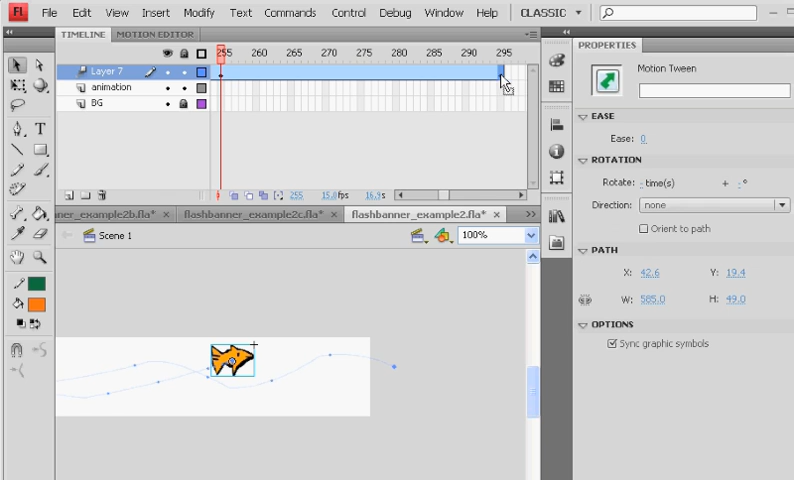 Fl File Edit View Insert Modify Text Commands Control Debug Window Help CLASSIC
TIMELINE MOTION EDITOR
255 260 265 270 275 280 285 290 295
Layer 7
animation
BG
255 15.0fps 16.9s
nner_example2b.fla* × flashbanner_example2c.fla* × flashbanner_example2.fla* ×
Scene 1 100%
PROPERTIES
Motion Tween
EASE
Ease: 0
ROTATION
Rotate: - time(s) + -°
Direction: none
Orient to path
PATH
X: 42.6 Y: 19.4
W: 585.0 H: 49.0
OPTIONS
Sync graphic symbols